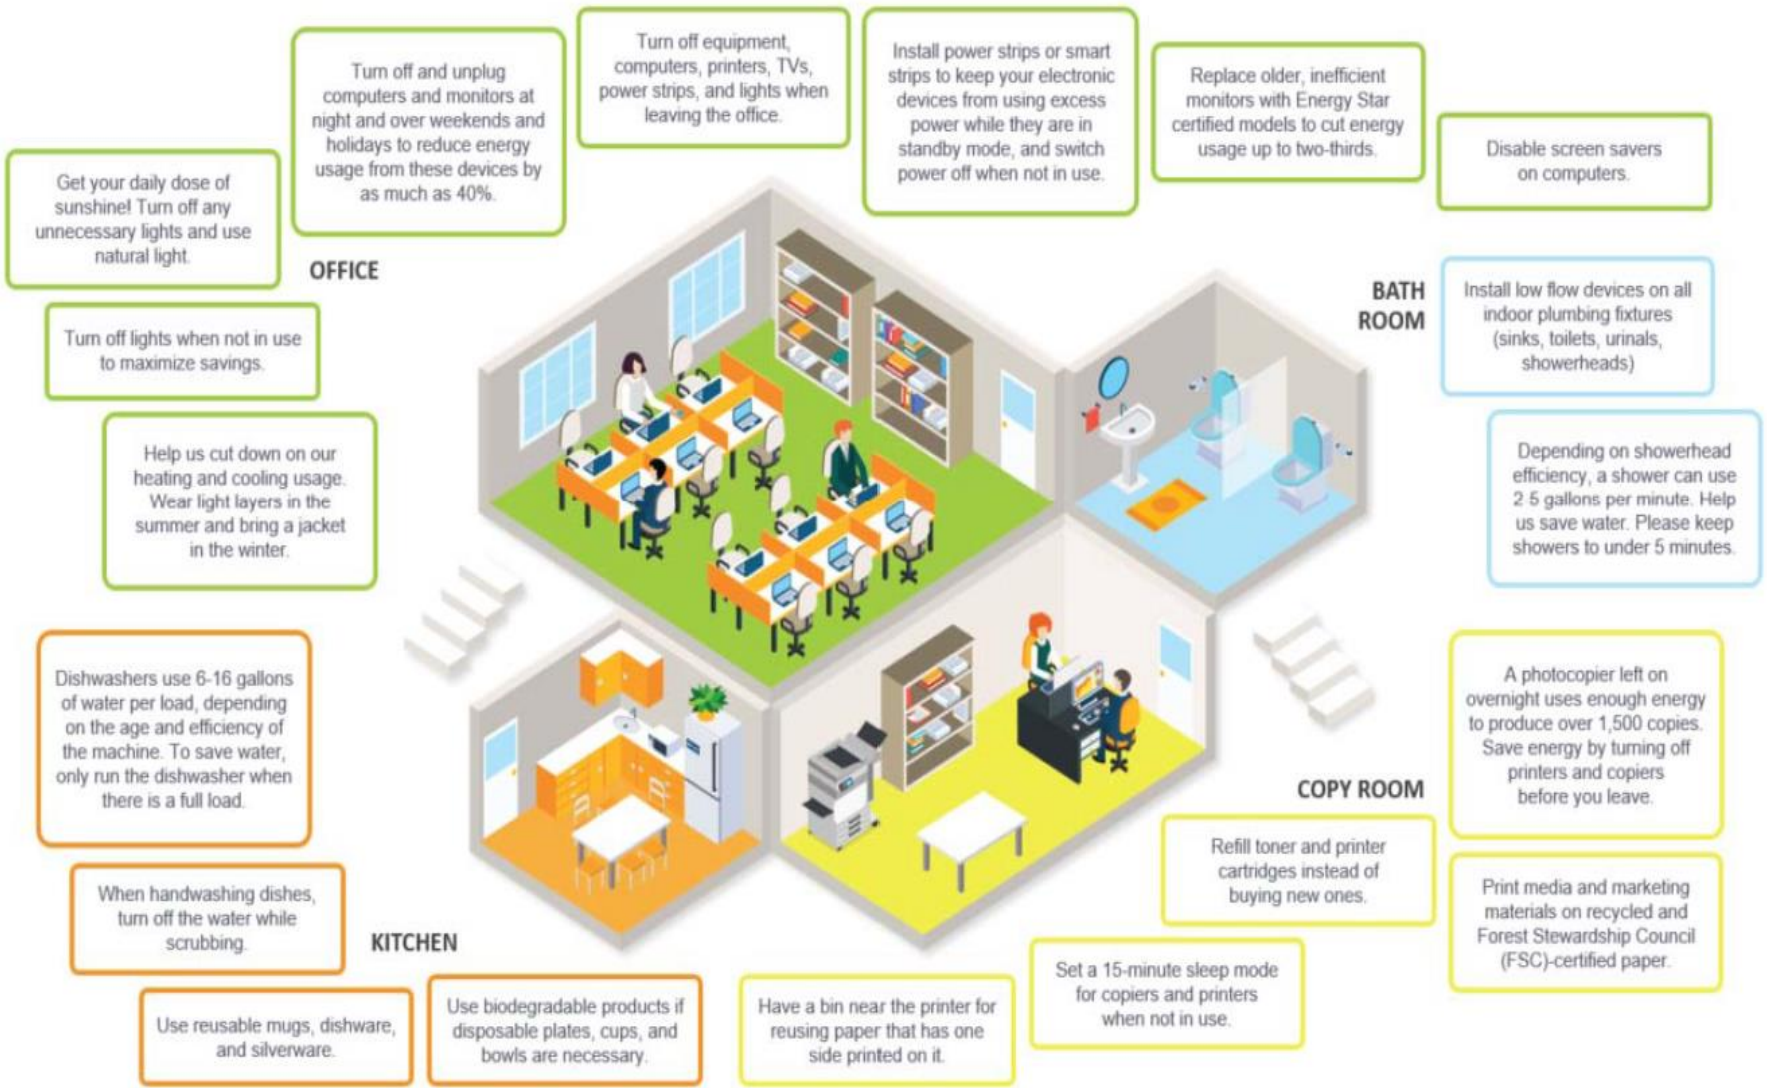 Get your daily dose of
sunshine! Turn off any
unnecessary lights and use
natural light.
Turn off and unplug
computers and monitors at
night and over weekends and
holidays to reduce energy
usage from these devices by
as much as 40%.
Turn off equipment,
computers, printers, TVs,
power strips, and lights when
leaving the office.
Install power strips or smart
strips to keep your electronic
devices from using excess
power while they are in
standby mode, and switch
power off when not in use.
Replace older, inefficient
monitors with Energy Star
certified models to cut energy
usage up to two-thirds.
Disable screen savers
on computers.
OFFICE
Turn off lights when not in use
to maximize savings.
Help us cut down on our
heating and cooling usage.
Wear light layers in the
summer and bring a jacket
in the winter.
BATH
ROOM
Install low flow devices on all
indoor plumbing fixtures
(sinks, toilets, urinals,
showerheads)
Depending on showerhead
efficiency, a shower can use
2 5 gallons per minute. Help
us save water. Please keep
showers to under 5 minutes.
Dishwashers use 6-16 gallons
of water per load, depending
on the age and efficiency of
the machine. To save water,
only run the dishwasher when
there is a full load.
When handwashing dishes,
turn off the water while
scrubbing.
KITCHEN
Use reusable mugs, dishware,
and silverware.
Use biodegradable products if
disposable plates, cups, and
bowls are necessary.
COPY ROOM
A photocopier left on
overnight uses enough energy
to produce over 1,500 copies.
Save energy by turning off
printers and copiers
before you leave.
Refill toner and printer
cartridges instead of
buying new ones.
Print media and marketing
materials on recycled and
Forest Stewardship Council
(FSC)-certified paper.
Set a 15-minute sleep mode
for copiers and printers
when not in use.
Have a bin near the printer for
reusing paper that has one
side printed on it.